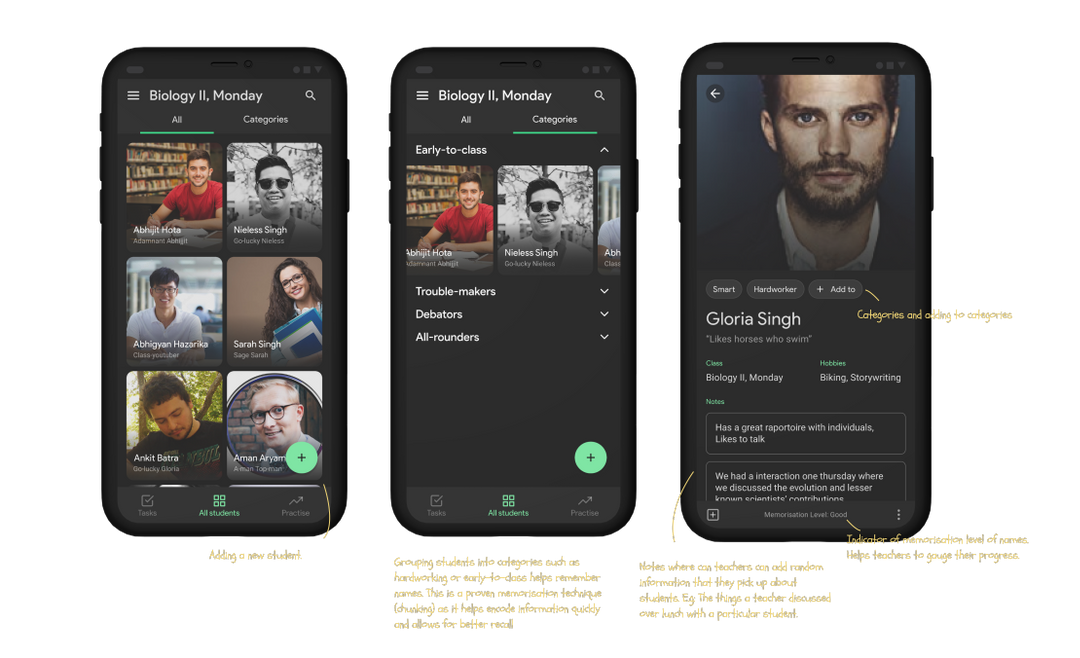 Biology II, Monday
All
Categories
Abhijit Hota
Adamnant Abhijjit
Nieless Singh
Go-lucky Nieless
Abhigyan Hazarika
Class-youtuber
Sarah Singh
Sage Sarah
Ankit Batra
Go-lucky Gloria
Aman Aryam
A-man Top-man
+
Tasks
All students
Practise
Adding a new student.
Biology II, Monday
All
Categories
Early-to-class
Abhijit Hota
Adamnant Abhijjit
Nieless Singh
Go-lucky Nieless
Abh
Class
Trouble-makers
Debators
All-rounders
+
Tasks
All students
Practise
Grouping students into categories such as
hardworking or early-to-class helps remember
names. This is a proven memorisation technique
(chunking) as it helps encode information quickly
and allows for better recall
Smart
Hardworker
+ Add to
Categories and adding to categories
Gloria Singh
"Likes horses who swim"
Class
Hobbies
Biology II, Monday
Biking, Storywriting
Notes
Has a great raportoire with individuals,
Likes to talk
We had a interaction one thursday where
we discussed the evolution and lesser
known scientists' contributions
Memorisation Level: Good
Indicator of memorisation level of names.
Helps teachers to gouge their progress.
Notes where can teachers can add random
information that they pick up about
students. Eg: The things a teacher discussed
over lunch with a particular student.